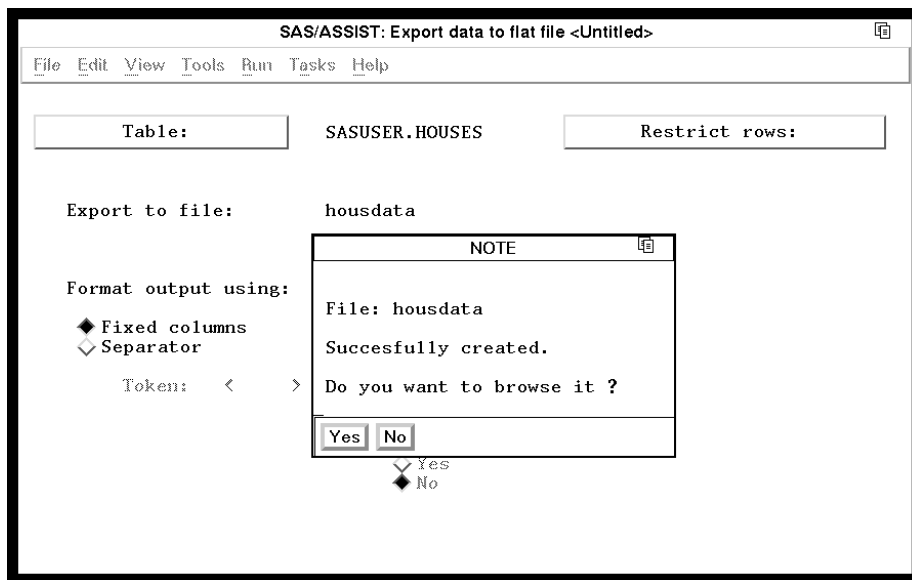 SAS/ASSIST: Export data to flat file <Untitled>
File Edit View Tools Run Tasks Help
Table: SASUSER.HOUSES Restrict rows:
Export to file: housdata
NOTE
Format output using:
File: housdata
Fixed columns
Separator
Succesfully created.
Token: < >
Do you want to browse it ?
Yes No
Yes
No